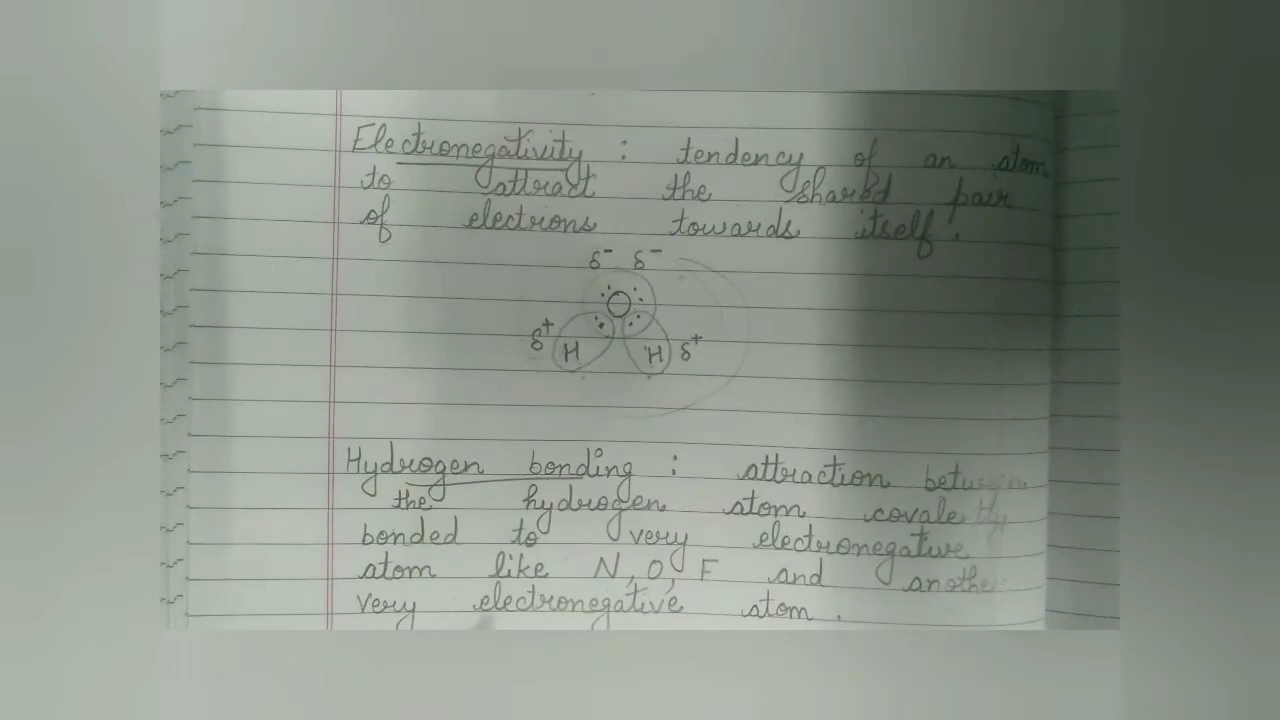 Electronegativity : tendency of an atom
to attract the shared pair
of electrons towards itself.
δ⁻ δ⁻
O
δ⁺ H H δ⁺
Hydrogen bonding : attraction between
the hydrogen atom covalently
bonded to very electronegative
atom like N, O, F and another
very electronegative atom.